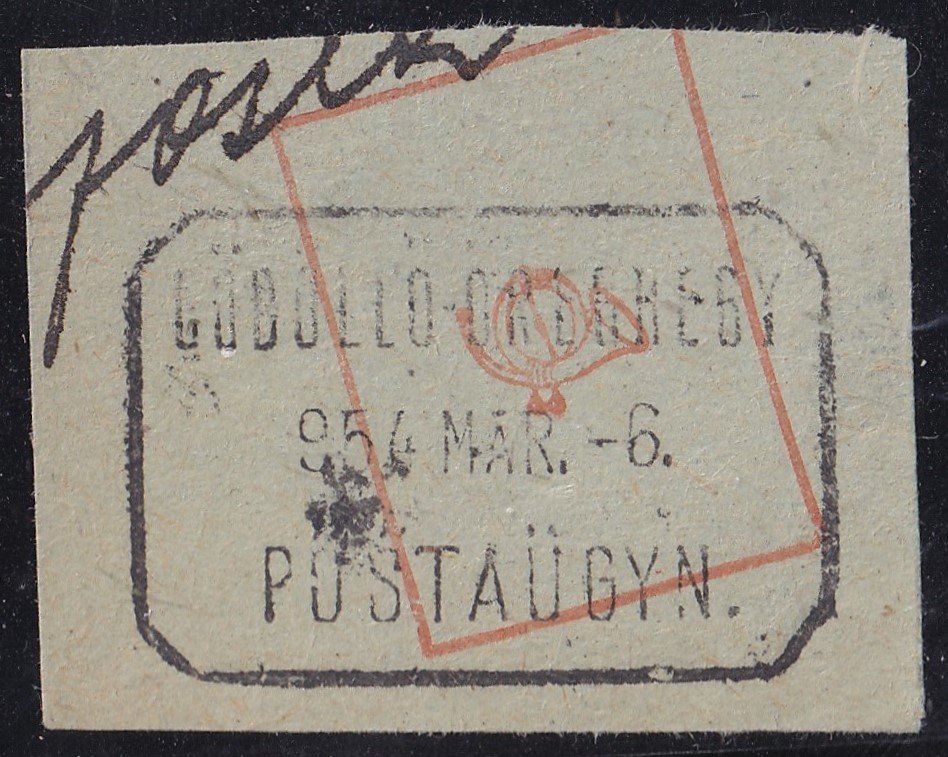 GÖDÖLLŐ-ÖREGHEGY
954 MÁR. -6.
POSTAÜGYN.